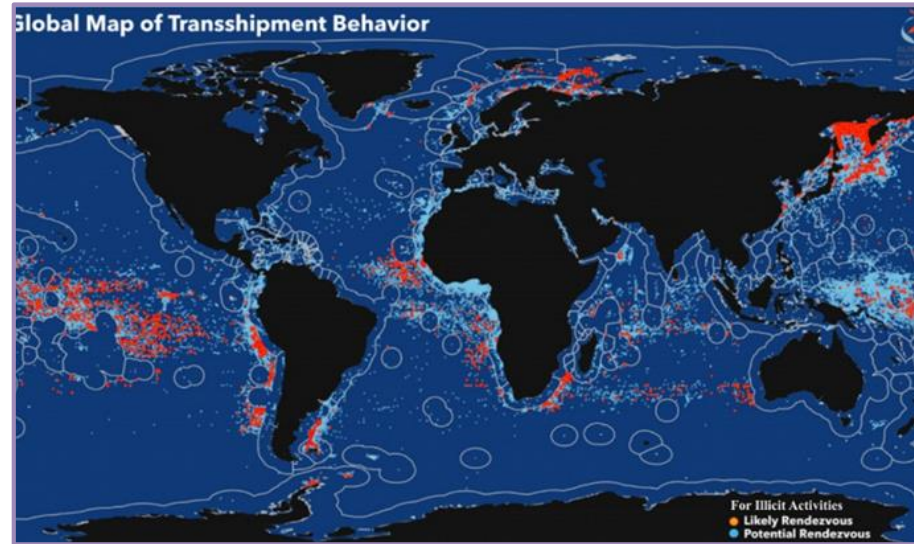 Global Map of Transshipment Behavior
For Illicit Activities
Likely Rendezvous
Potential Rendezvous